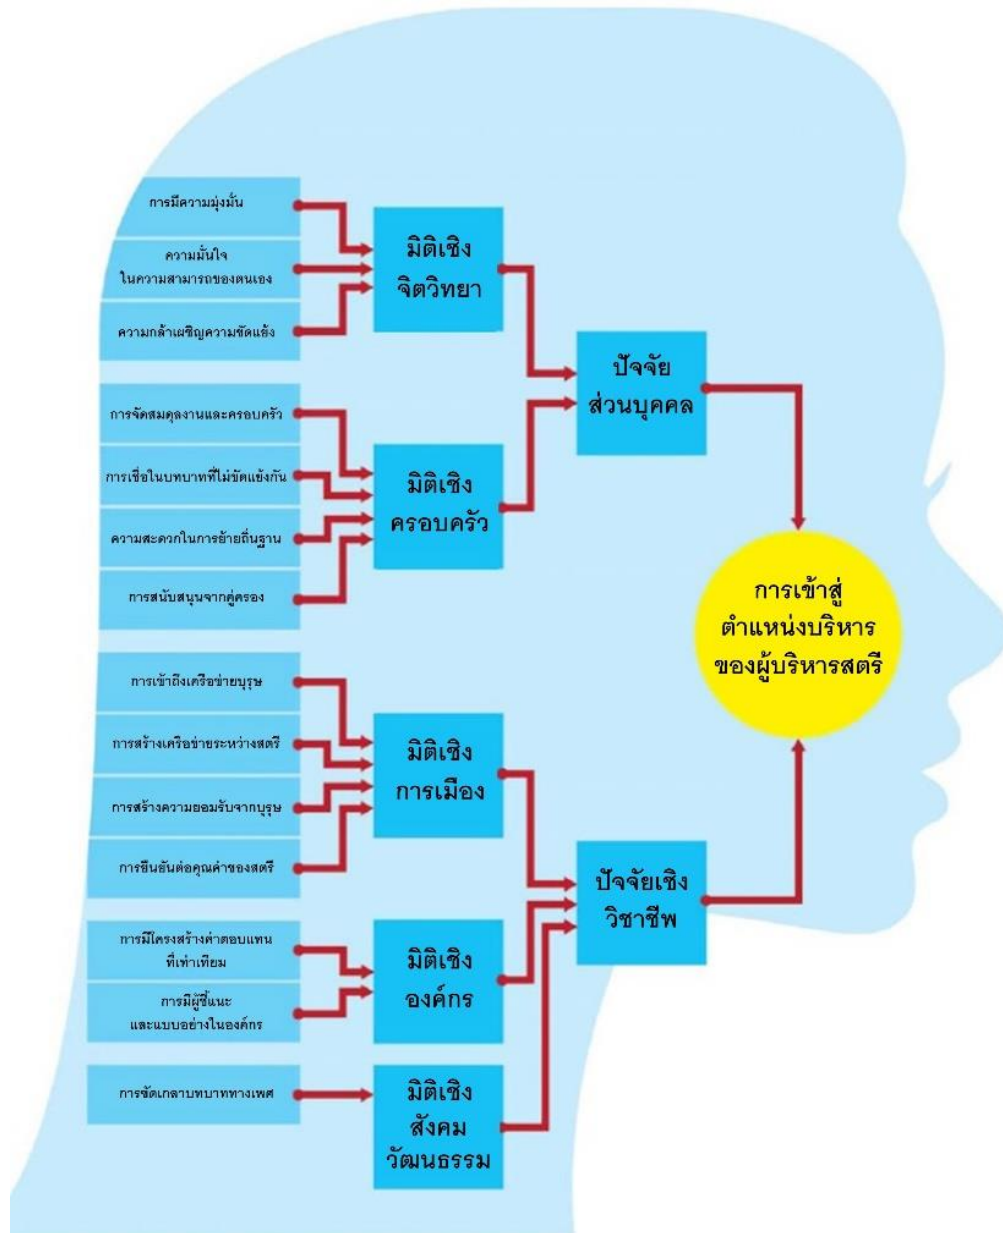 การมีความมุ่งมั่น
ความมั่นใจ
ในความสามารถของตนเอง
ความกล้าเผชิญความขัดแย้ง
มิติเชิง
จิตวิทยา
การจัดสมดุลงานและครอบครัว
การเชื่อในบทบาทที่ไม่ขัดแย้งกัน
ความสะดวกในการย้ายถิ่นฐาน
การสนับสนุนจากคู่ครอง
มิติเชิง
ครอบครัว
ปัจจัย
ส่วนบุคคล
การเข้าถึงเครือข่ายบุรุษ
การสร้างเครือข่ายระหว่างสตรี
การสร้างความยอมรับจากบุรุษ
การยืนยันต่อคุณค่าของสตรี
มิติเชิง
การเมือง
การมีโครงสร้างค่าตอบแทน
ที่เท่าเทียม
การมีผู้ชี้แนะ
และแบบอย่างในองค์กร
มิติเชิง
องค์กร
การขัดเกลาบทบาททางเพศ
มิติเชิง
สังคม
วัฒนธรรม
ปัจจัยเชิง
วิชาชีพ
การเข้าสู่
ตำแหน่งบริหาร
ของผู้บริหารสตรี